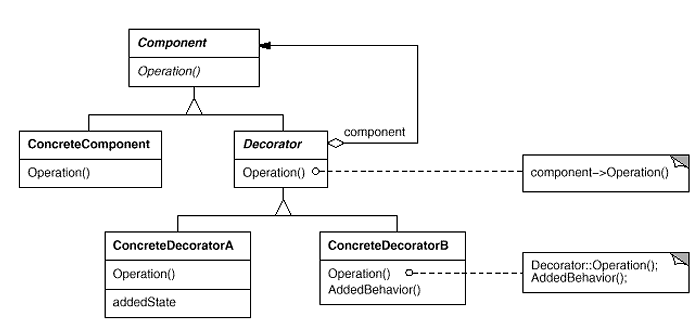 Component
Operation()
component
ConcreteComponent
Operation()
Decorator
Operation()
component–>Operation()
ConcreteDecoratorA
Operation()
addedState
ConcreteDecoratorB
Operation()
AddedBehavior()
Decorator::Operation();
AddedBehavior();